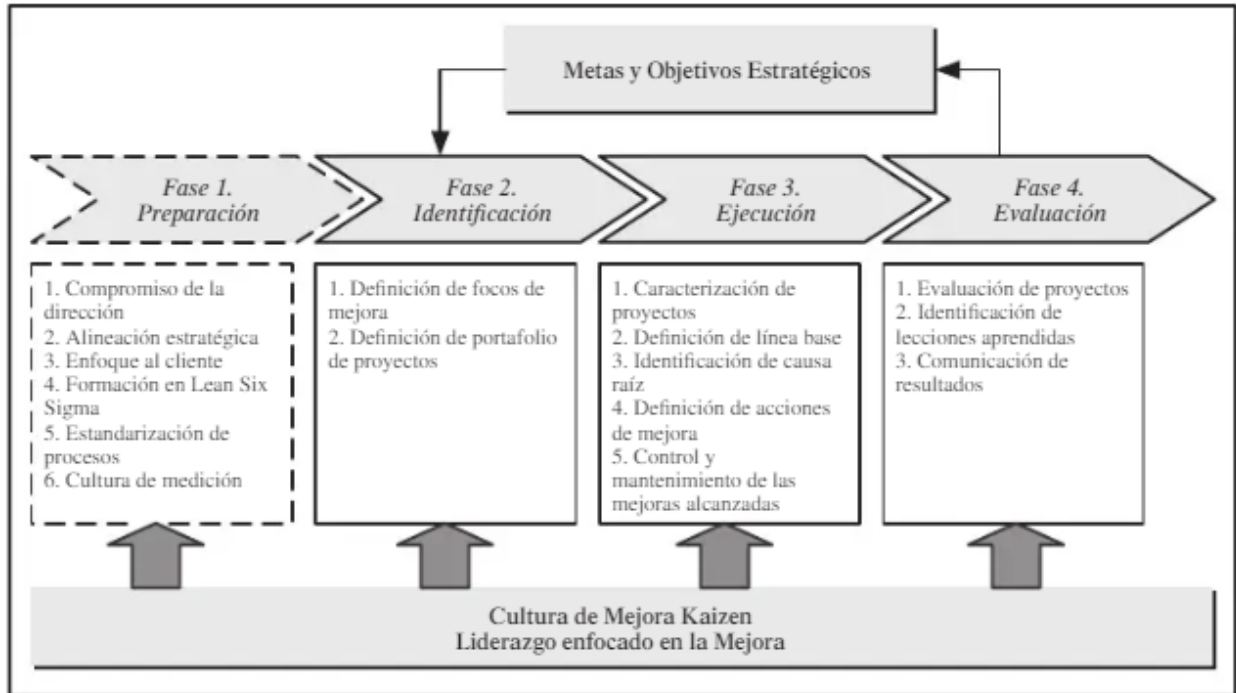 Metas y Objetivos Estratégicos
Fase 1.
Preparación
Fase 2.
Identificación
Fase 3.
Ejecución
Fase 4.
Evaluación
1. Compromiso de la
dirección
2. Alineación estratégica
3. Enfoque al cliente
4. Formación en Lean Six
Sigma
5. Estandarización de
procesos
6. Cultura de medición
1. Definición de focos de
mejora
2. Definición de portafolio
de proyectos
1. Caracterización de
proyectos
2. Definición de línea base
3. Identificación de causa
raíz
4. Definición de acciones
de mejora
5. Control y
mantenimiento de las
mejoras alcanzadas
1. Evaluación de proyectos
2. Identificación de
lecciones aprendidas
3. Comunicación de
resultados
Cultura de Mejora Kaizen
Liderazgo enfocado en la Mejora